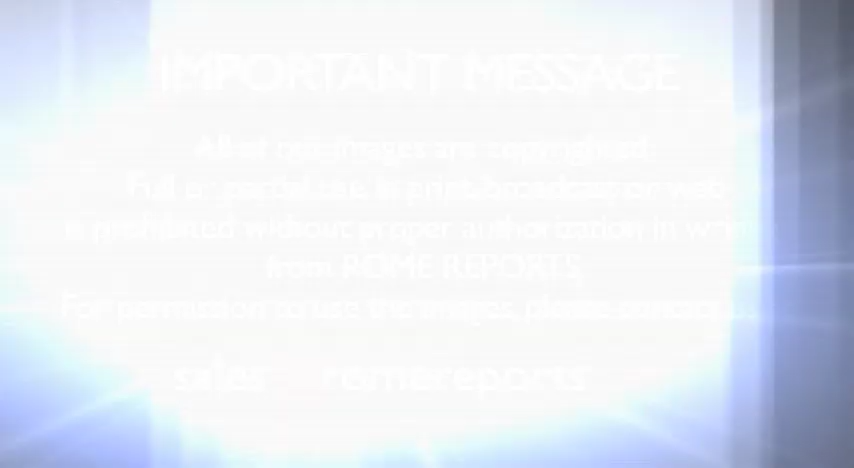 IMPORTANT MESSAGE
All of our images are copyrighted
Full or partial use in print, broadcast or web
is prohibited without proper authorization in
from ROME REPORTS
For permission to use the images, please contact
sales romereports